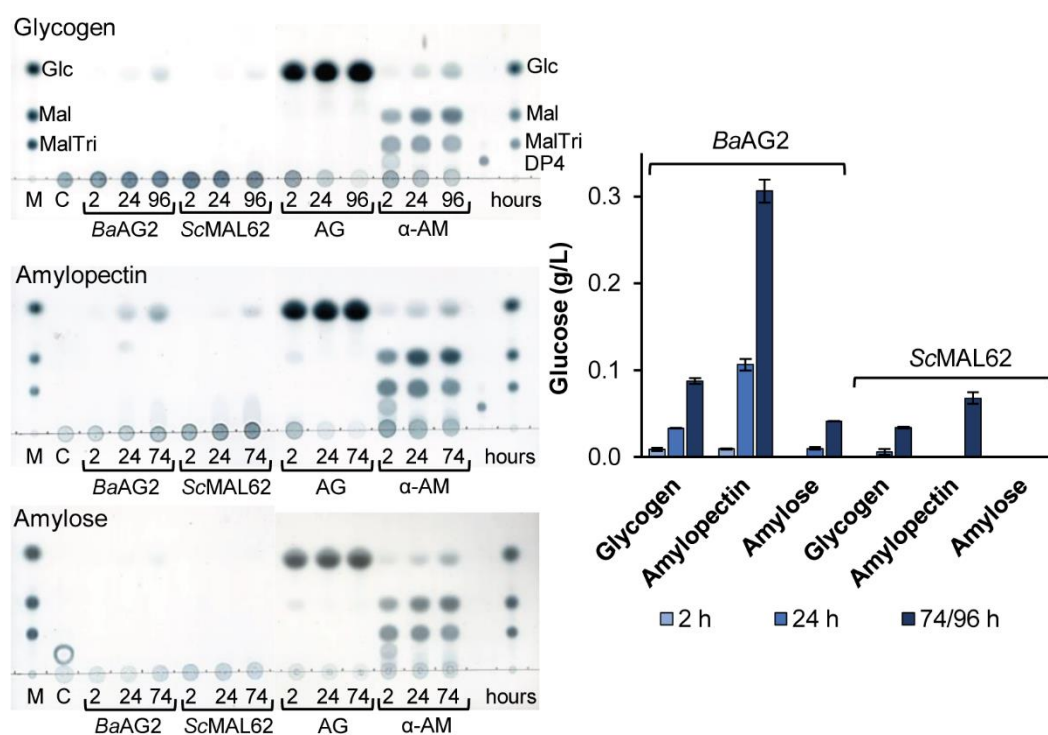 Glycogen
Glc
Mal
MalTri
Glc
Mal
MalTri
DP4
M C 2 24 96 2 24 96 2 24 96 2 24 96 hours
BaAG2 ScMAL62 AG α-AM
Amylopectin
M C 2 24 74 2 24 74 2 24 74 2 24 74 hours
BaAG2 ScMAL62 AG α-AM
Amylose
M C 2 24 74 2 24 74 2 24 74 2 24 74 hours
BaAG2 ScMAL62 AG α-AM
BaAG2
ScMAL62
Glucose (g/L)
0.3
0.2
0.1
0.0
Glycogen
Amylopectin
Amylose
Glycogen
Amylopectin
Amylose
2 h 24 h 74/96 h